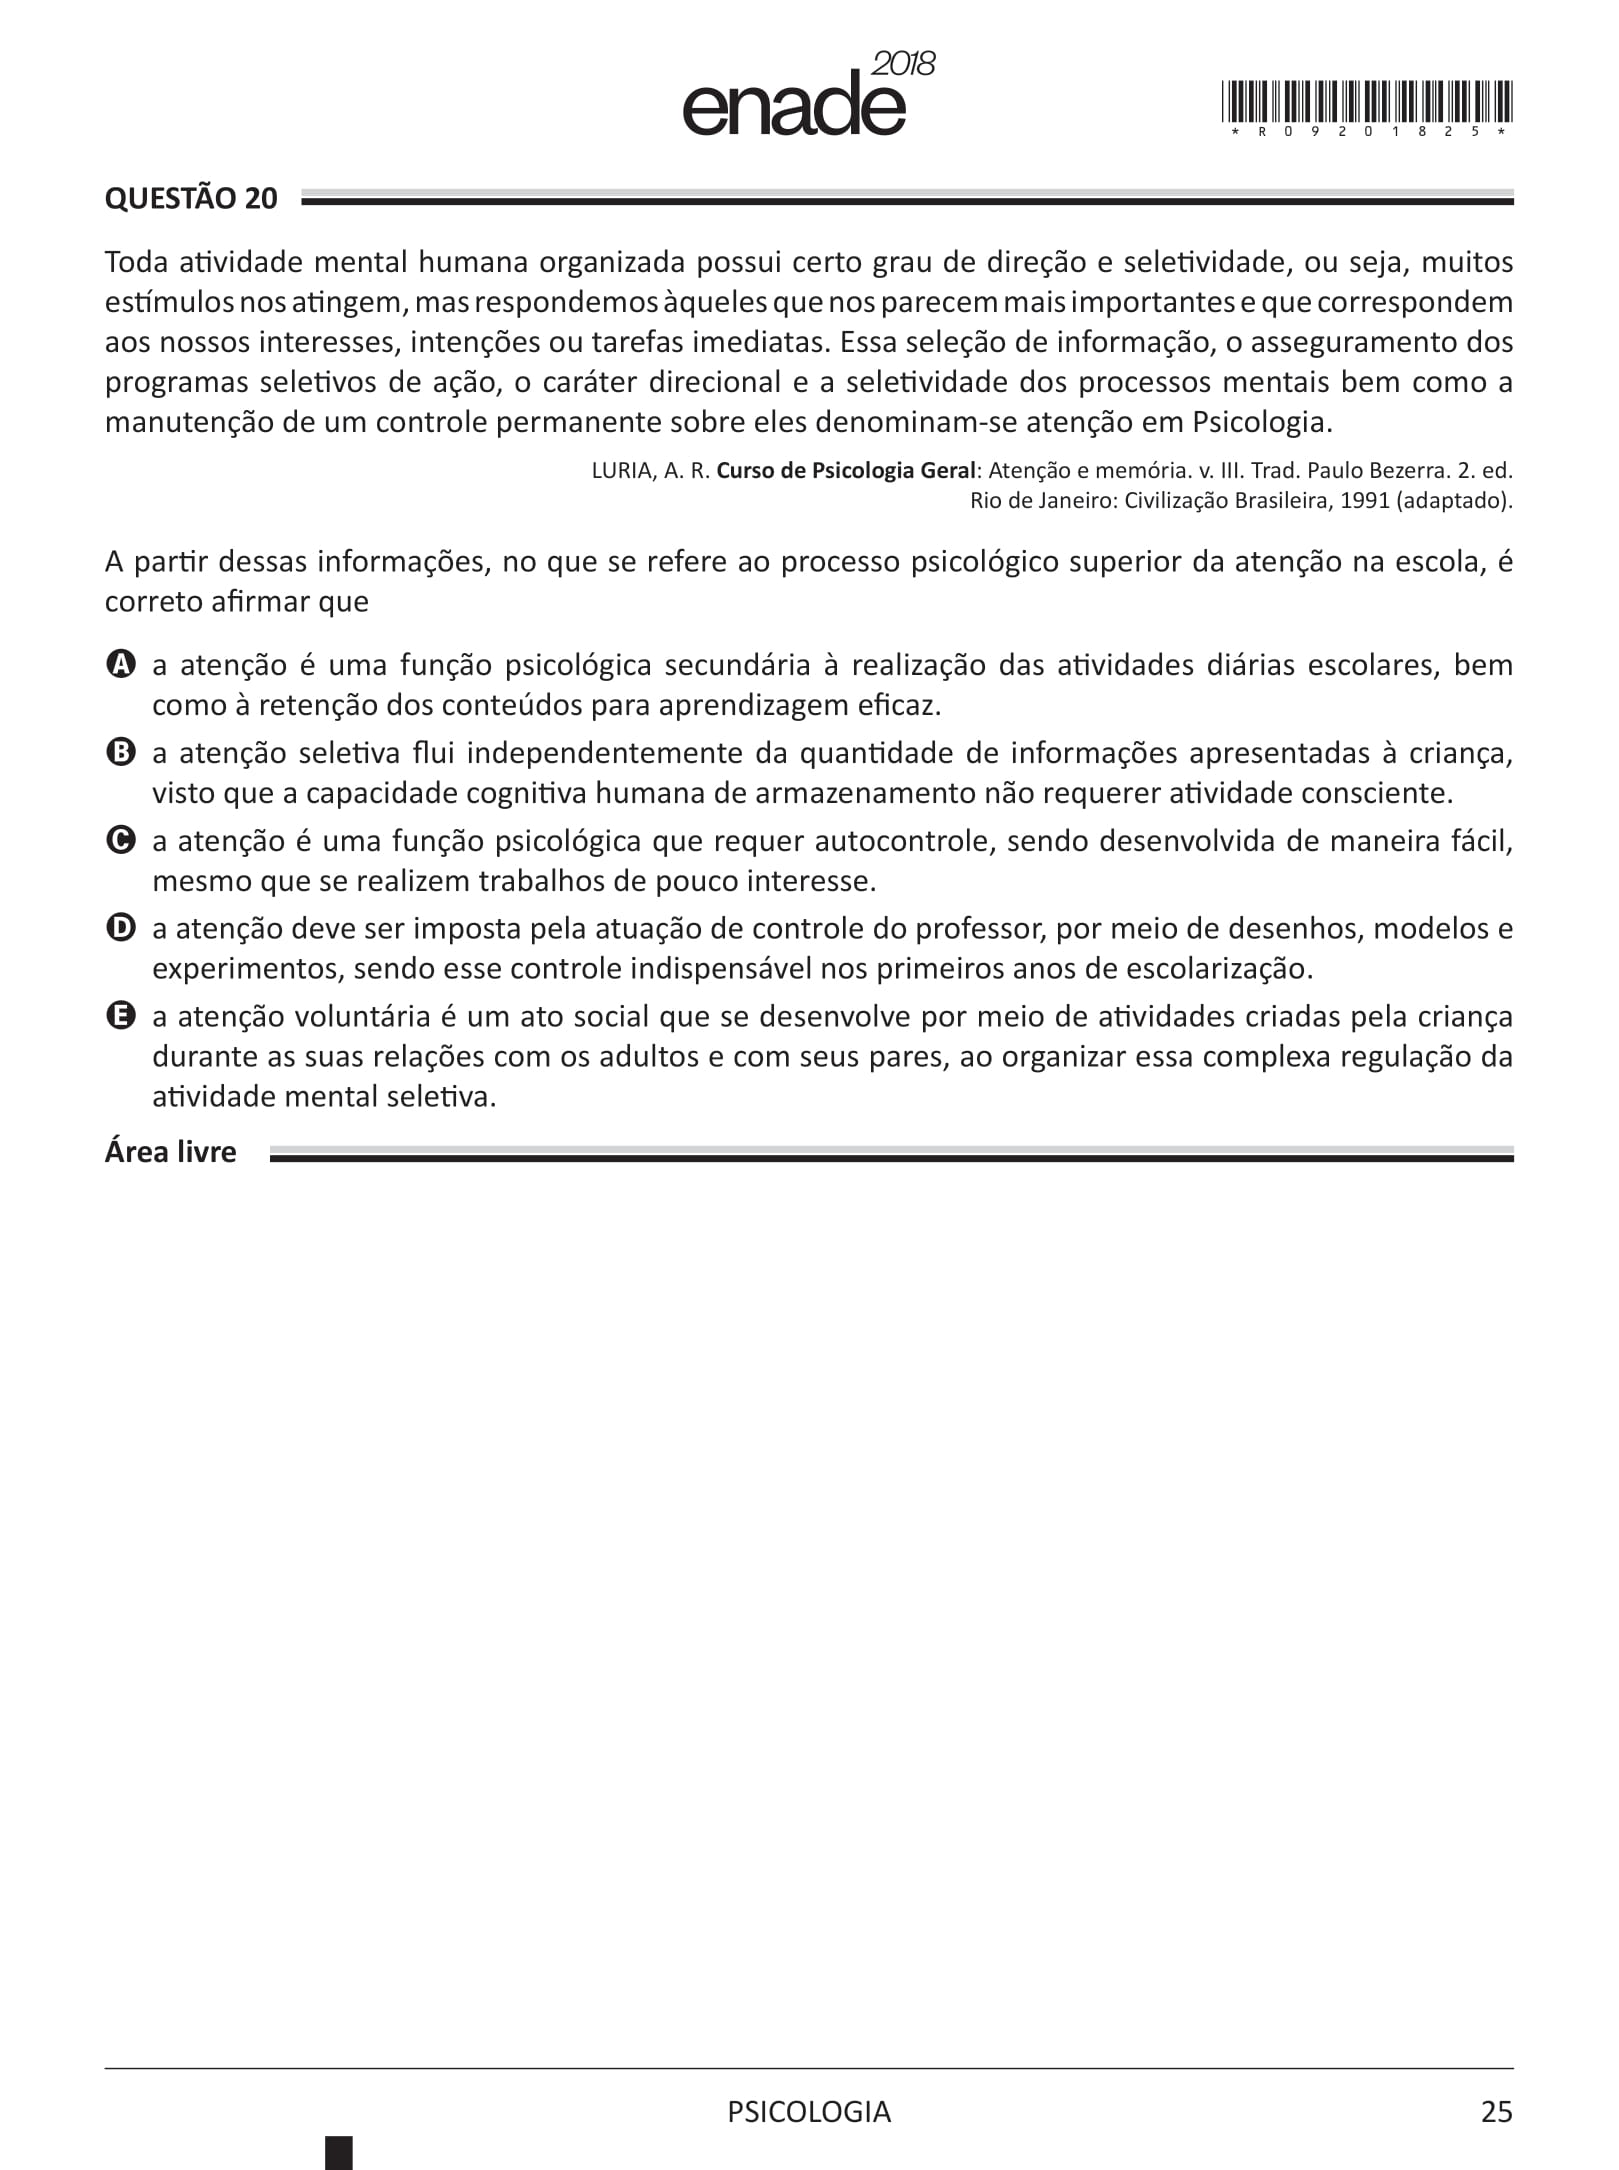 enade 2018
* R 0 9 2 0 1 8 2 5 *
QUESTÃO 20
Toda atividade mental humana organizada possui certo grau de direção e seletividade, ou seja, muitos
estímulos nos atingem, mas respondemos àqueles que nos parecem mais importantes e que correspondem
aos nossos interesses, intenções ou tarefas imediatas. Essa seleção de informação, o asseguramento dos
programas seletivos de ação, o caráter direcional e a seletividade dos processos mentais bem como a
manutenção de um controle permanente sobre eles denominam-se atenção em Psicologia.
LURIA, A. R. Curso de Psicologia Geral: Atenção e memória. v. III. Trad. Paulo Bezerra. 2. ed.
Rio de Janeiro: Civilização Brasileira, 1991 (adaptado).
A partir dessas informações, no que se refere ao processo psicológico superior da atenção na escola, é
correto afirmar que
A a atenção é uma função psicológica secundária à realização das atividades diárias escolares, bem
como à retenção dos conteúdos para aprendizagem eficaz.
B a atenção seletiva flui independentemente da quantidade de informações apresentadas à criança,
visto que a capacidade cognitiva humana de armazenamento não requerer atividade consciente.
C a atenção é uma função psicológica que requer autocontrole, sendo desenvolvida de maneira fácil,
mesmo que se realizem trabalhos de pouco interesse.
D a atenção deve ser imposta pela atuação de controle do professor, por meio de desenhos, modelos e
experimentos, sendo esse controle indispensável nos primeiros anos de escolarização.
E a atenção voluntária é um ato social que se desenvolve por meio de atividades criadas pela criança
durante as suas relações com os adultos e com seus pares, ao organizar essa complexa regulação da
atividade mental seletiva.
Área livre
PSICOLOGIA
25